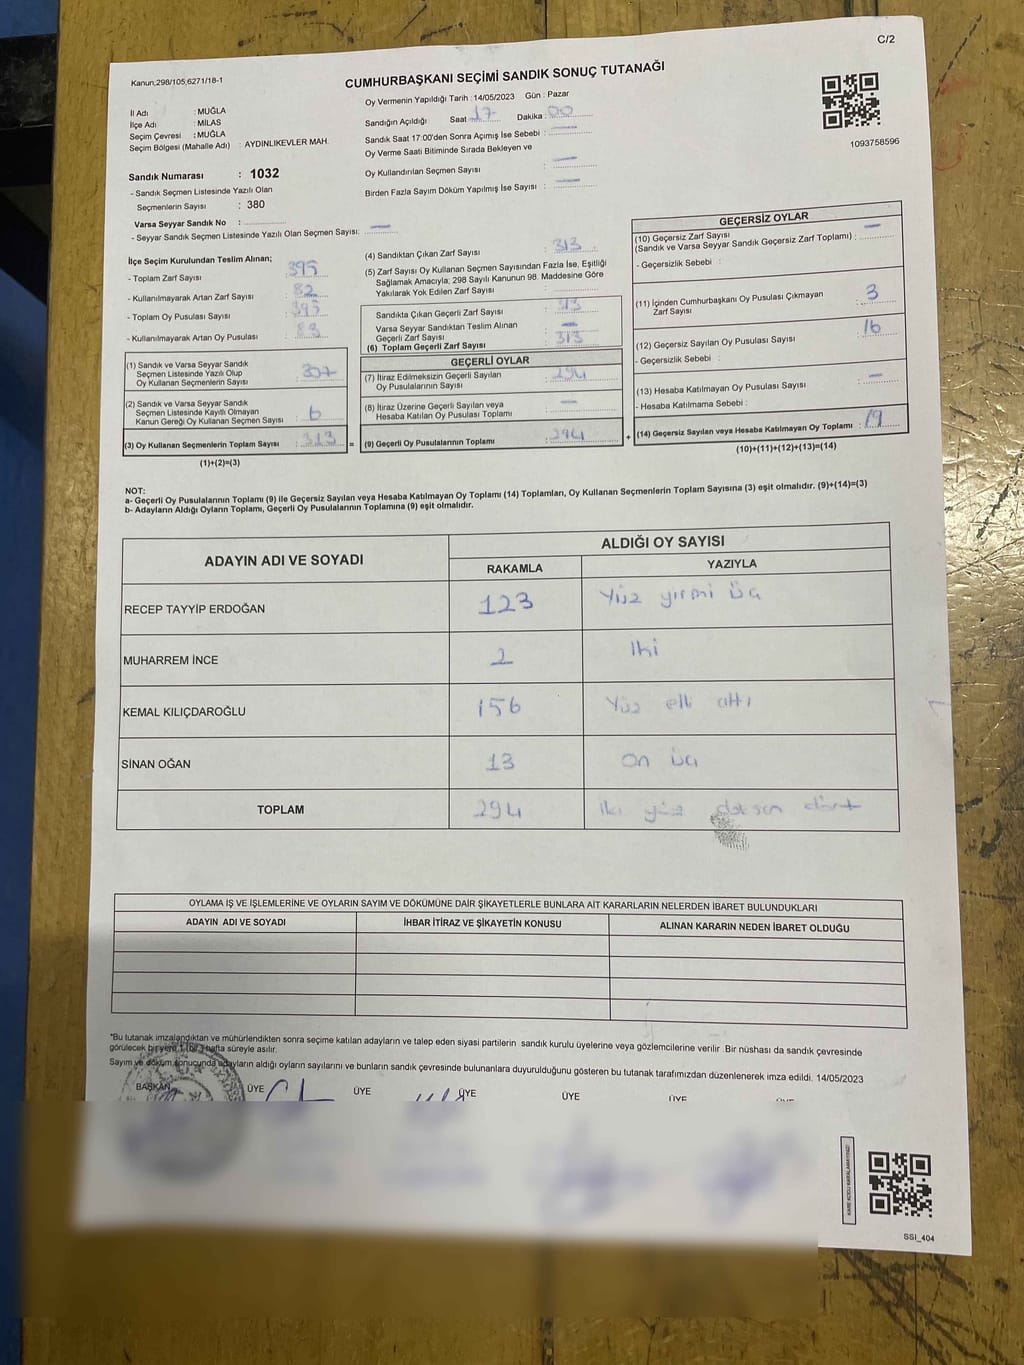 C/2
Kanun,298/105,6271/18-1
CUMHURBAŞKANI SEÇİMİ SANDIK SONUÇ TUTANAĞI
İl Adı : MUĞLA
İlçe Adı : MİLAS
Seçim Çevresi : MUĞLA
Seçim Bölgesi (Mahalle Adı) : AYDINLIKEVLER MAH.
Oy Vermenin Yapıldığı Tarih : 14/05/2023 Gün : Pazar
Sandığın Açıldığı Saat 17 Dakika : 00
Sandık Saat 17:00'den Sonra Açımış İse Sebebi : —
Oy Verme Saati Bitiminde Sırada Bekleyen ve
Oy Kullandırılan Seçmen Sayısı : —
Birden Fazla Sayım Döküm Yapılmış İse Sayısı : —
1093758596
Sandık Numarası : 1032
- Sandık Seçmen Listesinde Yazılı Olan
Seçmenlerin Sayısı : 380
Varsa Seyyar Sandık No :
- Seyyar Sandık Seçmen Listesinde Yazılı Olan Seçmen Sayısı: —
İlçe Seçim Kurulundan Teslim Alınan;
- Toplam Zarf Sayısı : 395
- Kullanılmayarak Artan Zarf Sayısı : 82
- Toplam Oy Pusulası Sayısı : 395
- Kullanılmayarak Artan Oy Pusulası : 83
(1) Sandık ve Varsa Seyyar Sandık
Seçmen Listesinde Yazılı Olup
Oy Kullanan Seçmenlerin Sayısı : 307
(2) Sandık ve Varsa Seyyar Sandık
Seçmen Listesinde Kayıtlı Olmayan
Kanun Gereği Oy Kullanan Seçmen Sayısı : 6
(3) Oy Kullanan Seçmenlerin Toplam Sayısı : 313 =
(1)+(2)=(3)
(4) Sandıktan Çıkan Zarf Sayısı : 313
(5) Zarf Sayısı Oy Kullanan Seçmen Sayısından Fazla İse, Eşitliği
Sağlamak Amacıyla; 298 Sayılı Kanunun 98. Maddesine Göre
Yakılarak Yok Edilen Zarf Sayısı :
Sandıkta Çıkan Geçerli Zarf Sayısı : 313
Varsa Seyyar Sandıktan Teslim Alınan
Geçerli Zarf Sayısı : —
(6) Toplam Geçerli Zarf Sayısı : 313
GEÇERLİ OYLAR
(7) İtiraz Edilmeksizin Geçerli Sayılan
Oy Pusulalarının Sayısı : 294
(8) İtiraz Üzerine Geçerli Sayılan veya
Hesaba Katılan Oy Pusulası Toplamı : —
(9) Geçerli Oy Pusulalarının Toplamı : 294 +
GEÇERSİZ OYLAR
(10) Geçersiz Zarf Sayısı
(Sandık ve Varsa Seyyar Sandık Geçersiz Zarf Toplamı) : —
- Geçersizlik Sebebi :
(11) İçinden Cumhurbaşkanı Oy Pusulası Çıkmayan
Zarf Sayısı : 3
(12) Geçersiz Sayılan Oy Pusulası Sayısı : 16
- Geçersizlik Sebebi :
(13) Hesaba Katılmayan Oy Pusulası Sayısı : —
- Hesaba Katılmama Sebebi :
(14) Geçersiz Sayılan veya Hesaba Katılmayan Oy Toplamı : 19
(10)+(11)+(12)+(13)=(14)
NOT:
a- Geçerli Oy Pusulalarının Toplamı (9) ile Geçersiz Sayılan veya Hesaba Katılmayan Oy Toplamı (14) Toplamları, Oy Kullanan Seçmenlerin Toplam Sayısına (3) eşit olmalıdır. (9)+(14)=(3)
b- Adayların Aldığı Oyların Toplamı, Geçerli Oy Pusulalarının Toplamına (9) eşit olmalıdır.
ADAYIN ADI VE SOYADI ALDIĞI OY SAYISI
RAKAMLA YAZIYLA
RECEP TAYYİP ERDOĞAN 123 Yüz yirmi üç
MUHARREM İNCE 2 İki
KEMAL KILIÇDAROĞLU 156 Yüz elli altı
SİNAN OĞAN 13 On üç
TOPLAM 294 İki yüz doksan dört
OYLAMA İŞ VE İŞLEMLERİNE VE OYLARIN SAYIM VE DÖKÜMÜNE DAİR ŞİKAYETLERLE BUNLARA AİT KARARLARIN NELERDEN İBARET BULUNDUKLARI
ADAYIN ADI VE SOYADI İHBAR İTİRAZ VE ŞİKAYETİN KONUSU ALINAN KARARIN NEDEN İBARET OLDUĞU
*Bu tutanak imzalandıktan ve mühürlendikten sonra seçime katılan adayların ve talep eden siyasi partilerin sandık kurulu üyelerine veya gözlemcilerine verilir. Bir nüshası da sandık çevresinde
görülecek bir yere 1 (bir) hafta süreyle asılır.
Sayım ve döküm sonucunda adayların aldığı oyların sayılarını ve bunların sandık çevresinde bulunanlara duyurulduğunu gösteren bu tutanak tarafımızdan düzenlenerek imza edildi. 14/05/2023
BAŞKAN ÜYE ÜYE ÜYE ÜYE ÜYE
SSI_404